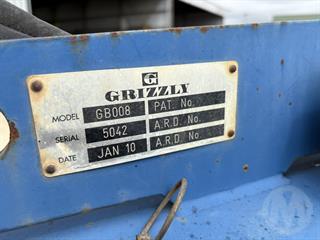 G
GRIZZLY
MODEL GB008 PAT. No.
SERIAL 5042 A.R.D. No.
DATE JAN 10 A.R.D. No.